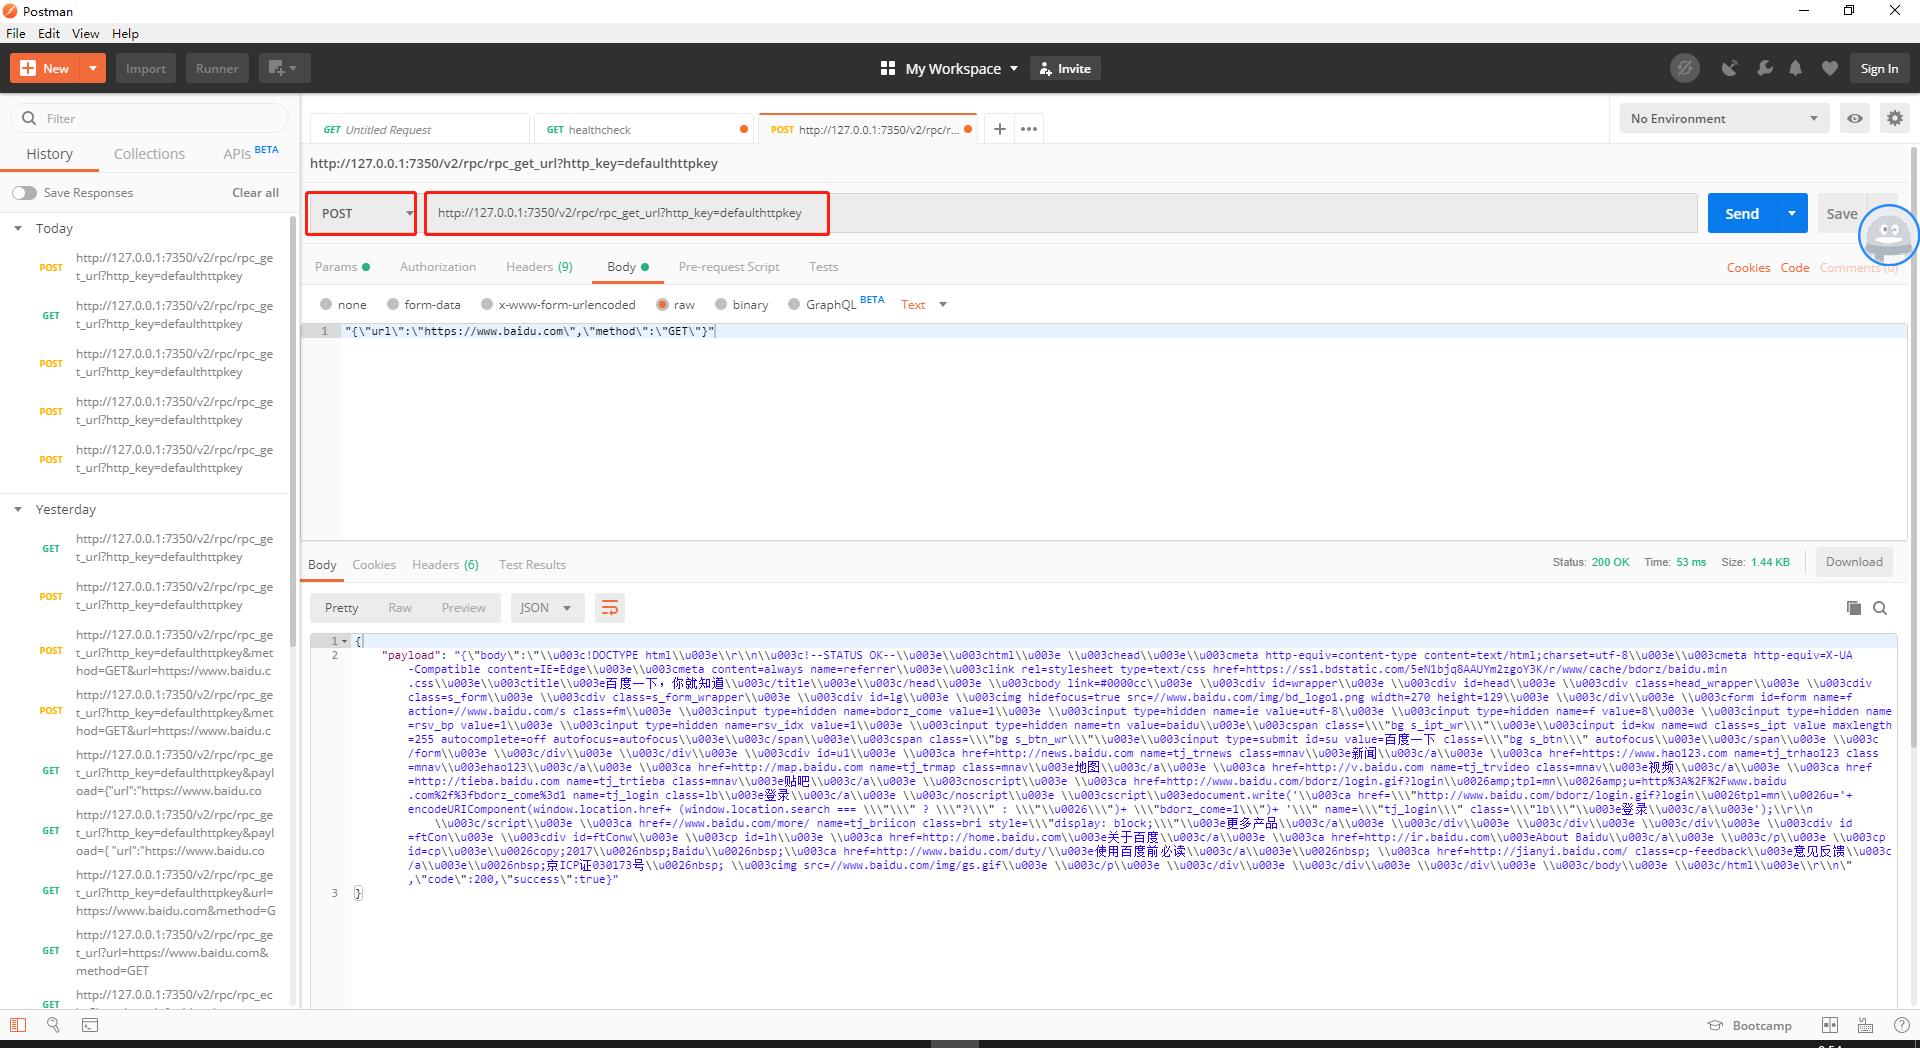 Postman
File Edit View Help
New Import Runner My Workspace Invite Sign In
Filter
History Collections APIs BETA
Save Responses Clear all
Today
POST http://127.0.0.1:7350/v2/rpc/rpc_ge
t_url?http_key=defaulthttpkey
GET http://127.0.0.1:7350/v2/rpc/rpc_ge
t_url?http_key=defaulthttpkey
POST http://127.0.0.1:7350/v2/rpc/rpc_ge
t_url?http_key=defaulthttpkey
POST http://127.0.0.1:7350/v2/rpc/rpc_ge
t_url?http_key=defaulthttpkey
POST http://127.0.0.1:7350/v2/rpc/rpc_ge
t_url?http_key=defaulthttpkey
Yesterday
GET http://127.0.0.1:7350/v2/rpc/rpc_ge
t_url?http_key=defaulthttpkey
POST http://127.0.0.1:7350/v2/rpc/rpc_ge
t_url?http_key=defaulthttpkey
POST http://127.0.0.1:7350/v2/rpc/rpc_ge
t_url?http_key=defaulthttpkey&met
hod=GET&url=https://www.baidu.c
POST http://127.0.0.1:7350/v2/rpc/rpc_ge
t_url?http_key=defaulthttpkey&met
hod=GET&url=https://www.baidu.c
GET http://127.0.0.1:7350/v2/rpc/rpc_ge
t_url?http_key=defaulthttpkey&payl
oad={"url":"https://www.baidu.co
GET http://127.0.0.1:7350/v2/rpc/rpc_ge
t_url?http_key=defaulthttpkey&payl
oad={ "url":"https://www.baidu.co
GET http://127.0.0.1:7350/v2/rpc/rpc_ge
t_url?http_key=defaulthttpkey&url=
https://www.baidu.com&method=G
GET http://127.0.0.1:7350/v2/rpc/rpc_ge
t_url?url=https://www.baidu.com&
method=GET
GET http://127.0.0.1:7350/v2/rpc/rpc_ec
GET Untitled Request GET healthcheck POST http://127.0.0.1:7350/v2/rpc/r... + •••
No Environment
http://127.0.0.1:7350/v2/rpc/rpc_get_url?http_key=defaulthttpkey
POST http://127.0.0.1:7350/v2/rpc/rpc_get_url?http_key=defaulthttpkey Send Save
Params Authorization Headers (9) Body Pre-request Script Tests Cookies Code Comments (0)
none form-data x-www-form-urlencoded raw binary GraphQL BETA Text
1 "{\"url\":\"https://www.baidu.com\",\"method\":\"GET\"}"
Body Cookies Headers (6) Test Results Status: 200 OK Time: 53 ms Size: 1.44 KB Download
Pretty Raw Preview JSON
1 {
2 "payload": "{\"body\":\"\\u003c!DOCTYPE html\\u003e\\r\\n\\u003c!--STATUS OK--\\u003e\\u003chtml\\u003e \\u003chead\\u003e\\u003cmeta http-equiv=content-type content=text/html;charset=utf-8\\u003e\\u003cmeta http-equiv=X-UA
-Compatible content=IE=Edge\\u003e\\u003cmeta content=always name=referrer\\u003e\\u003clink rel=stylesheet type=text/css href=https://ss1.bdstatic.com/5eN1bjq8AAUYm2zgoY3K/r/www/cache/bdorz/baidu.min
.css\\u003e\\u003ctitle\\u003e百度一下，你就知道\\u003c/title\\u003e\\u003c/head\\u003e \\u003cbody link=#0000cc\\u003e \\u003cdiv id=wrapper\\u003e \\u003cdiv id=head\\u003e \\u003cdiv class=head_wrapper\\u003e \\u003cdiv
class=s_form\\u003e \\u003cdiv class=s_form_wrapper\\u003e \\u003cdiv id=lg\\u003e \\u003cimg hidefocus=true src=//www.baidu.com/img/bd_logo1.png width=270 height=129\\u003e \\u003c/div\\u003e \\u003cform id=form name=f
action=//www.baidu.com/s class=fm\\u003e \\u003cinput type=hidden name=bdorz_come value=1\\u003e \\u003cinput type=hidden name=ie value=utf-8\\u003e \\u003cinput type=hidden name=f value=8\\u003e \\u003cinput type=hidden name
=rsv_bp value=1\\u003e \\u003cinput type=hidden name=rsv_idx value=1\\u003e \\u003cinput type=hidden name=tn value=baidu\\u003e\\u003cspan class=\\\"bg s_ipt_wr\\\"\\u003e\\u003cinput id=kw name=wd class=s_ipt value maxlength
=255 autocomplete=off autofocus=autofocus\\u003e\\u003c/span\\u003e\\u003cspan class=\\\"bg s_btn_wr\\\"\\u003e\\u003cinput type=submit id=su value=百度一下 class=\\\"bg s_btn\\\" autofocus\\u003e\\u003c/span\\u003e \\u003c
/form\\u003e \\u003c/div\\u003e \\u003c/div\\u003e \\u003cdiv id=u1\\u003e \\u003ca href=http://news.baidu.com name=tj_trnews class=mnav\\u003e新闻\\u003c/a\\u003e \\u003ca href=https://www.hao123.com name=tj_trhao123 class
=mnav\\u003ehao123\\u003c/a\\u003e \\u003ca href=http://map.baidu.com name=tj_trmap class=mnav\\u003e地图\\u003c/a\\u003e \\u003ca href=http://v.baidu.com name=tj_trvideo class=mnav\\u003e视频\\u003c/a\\u003e \\u003ca href
=http://tieba.baidu.com name=tj_trtieba class=mnav\\u003e贴吧\\u003c/a\\u003e \\u003cnoscript\\u003e \\u003ca href=http://www.baidu.com/bdorz/login.gif?login\\u0026amp;tpl=mn\\u0026amp;u=http%3A%2F%2Fwww.baidu
.com%2f%3fbdorz_come%3d1 name=tj_login class=lb\\u003e登录\\u003c/a\\u003e \\u003c/noscript\\u003e \\u003cscript\\u003edocument.write('\\u003ca href=\\\"http://www.baidu.com/bdorz/login.gif?login\\u0026tpl=mn\\u0026u='+
encodeURIComponent(window.location.href+ (window.location.search === \\\"\\\" ? \\\"?\\\" : \\\"\\u0026\\\")+ \\\"bdorz_come=1\\\")+ '\\\" name=\\\"tj_login\\\" class=\\\"lb\\\"\\u003e登录\\u003c/a\\u003e');\\r\\n
\\u003c/script\\u003e \\u003ca href=//www.baidu.com/more/ name=tj_briicon class=bri style=\\\"display: block;\\\"\\u003e更多产品\\u003c/a\\u003e \\u003c/div\\u003e \\u003c/div\\u003e \\u003c/div\\u003e \\u003cdiv id
=ftCon\\u003e \\u003cdiv id=ftConw\\u003e \\u003cp id=lh\\u003e \\u003ca href=http://home.baidu.com\\u003e关于百度\\u003c/a\\u003e \\u003ca href=http://ir.baidu.com\\u003eAbout Baidu\\u003c/a\\u003e \\u003c/p\\u003e \\u003cp
id=cp\\u003e\\u0026copy;2017\\u0026nbsp;Baidu\\u0026nbsp;\\u003ca href=http://www.baidu.com/duty/\\u003e使用百度前必读\\u003c/a\\u003e\\u0026nbsp; \\u003ca href=http://jianyi.baidu.com/ class=cp-feedback\\u003e意见反馈\\u003c
/a\\u003e\\u0026nbsp;京ICP证030173号\\u0026nbsp; \\u003cimg src=//www.baidu.com/img/gs.gif\\u003e \\u003c/p\\u003e \\u003c/div\\u003e \\u003c/div\\u003e \\u003c/div\\u003e \\u003c/body\\u003e \\u003c/html\\u003e\\r\\n\"
,\"code\":200,\"success\":true}"
3 }
Bootcamp